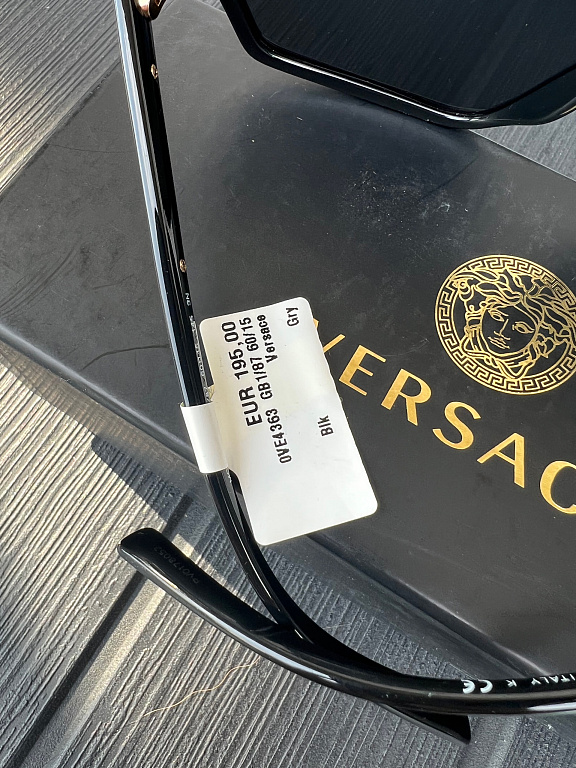 EUR 195,00
0VE4363 GB1/87 60/15
Versace
Blk
Gry
VERSAC
ITALY K CE